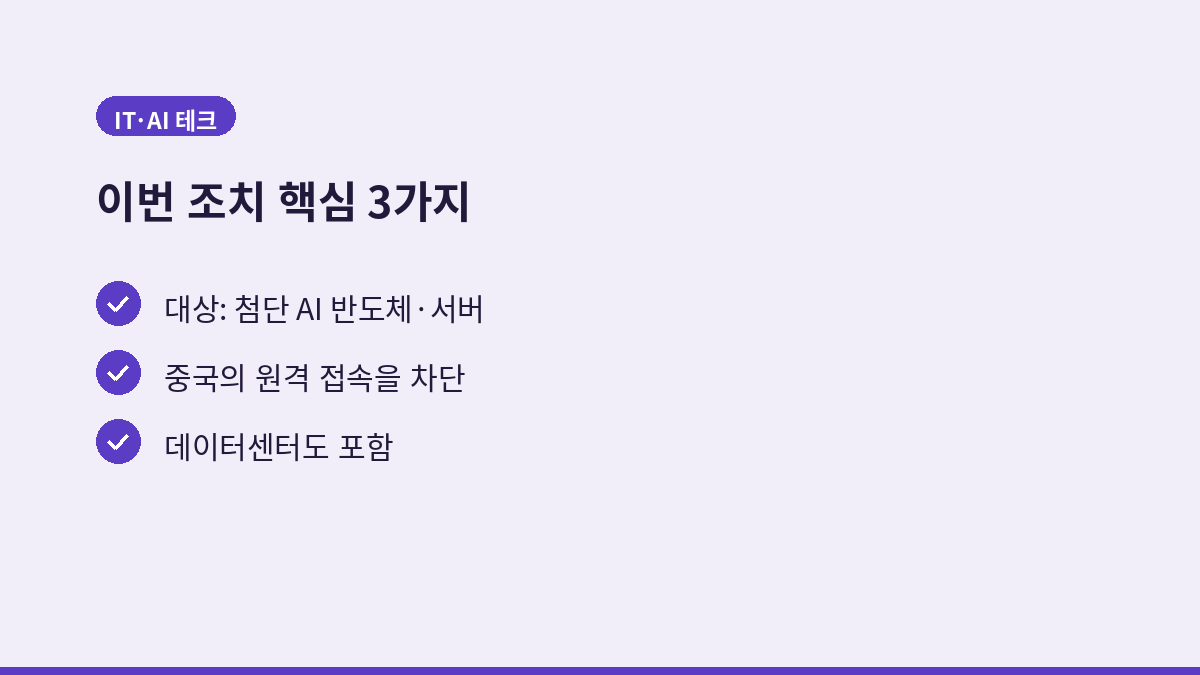 IT·AI 테크
이번 조치 핵심 3가지
대상: 첨단 AI 반도체·서버
중국의 원격 접속을 차단
데이터센터도 포함